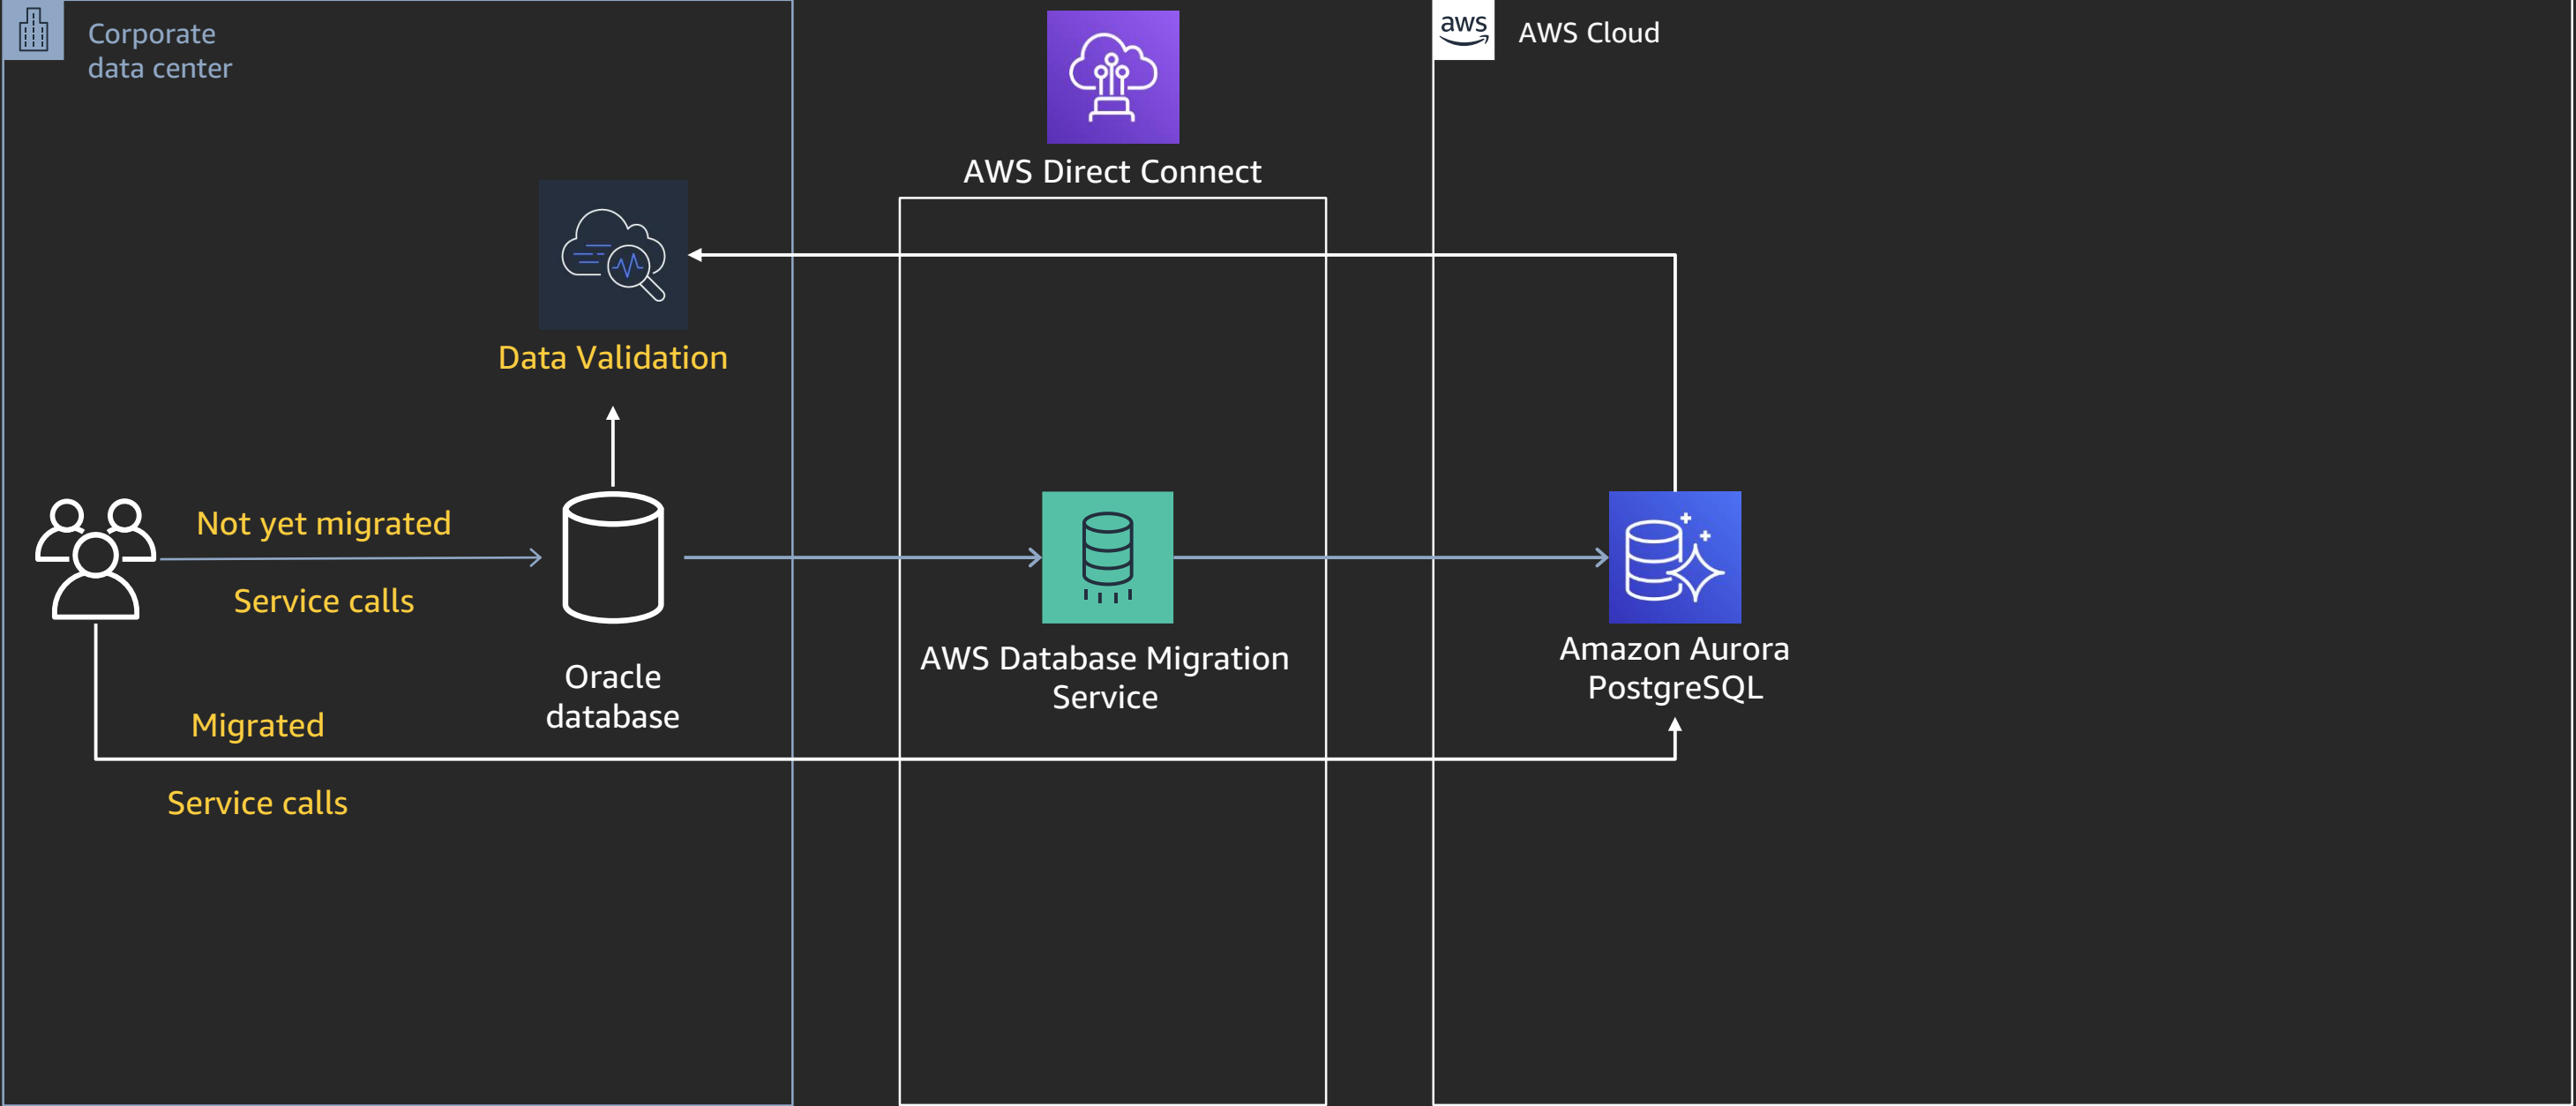 Corporate
data center
AWS Direct Connect
aws
AWS Cloud
Data Validation
Not yet migrated
Service calls
Oracle
database
AWS Database Migration
Service
Amazon Aurora
PostgreSQL
Migrated
Service calls